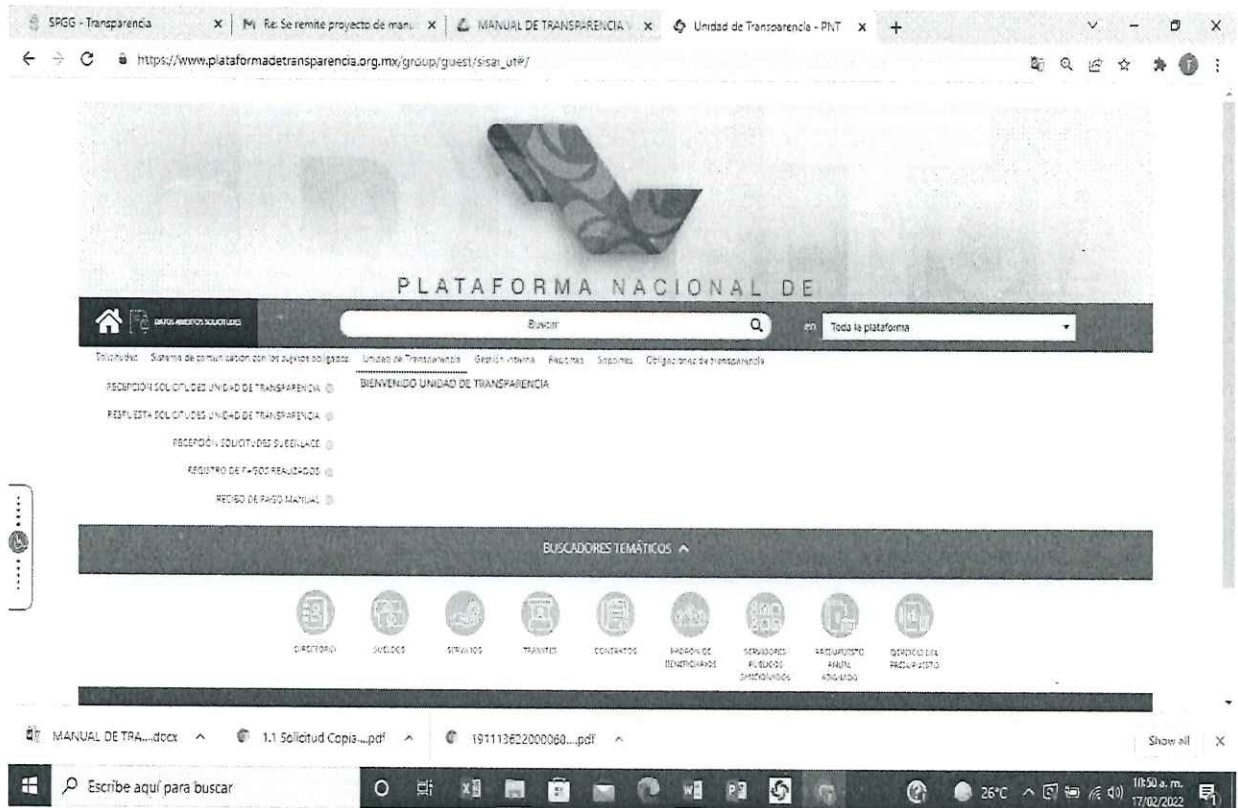 SPGG - Transparencia
Re: Se remite proyecto de manu
MANUAL DE TRANSPARENCIA Y
Unidad de Transparencia - PNT
https://www.plataformadetransparencia.org.mx/group/guest/sisai_ut#/
PLATAFORMA NACIONAL DE
DATOS ABIERTOS SOLICITUDES
Buscar
en
Toda la plataforma
Solicitudes Sistema de comunicación con los sujetos obligados Unidad de Transparencia Gestión interna Reportes Soportes Obligaciones de transparencia
RECEPCIÓN SOLICITUDES UNIDAD DE TRANSPARENCIA
BIENVENIDO UNIDAD DE TRANSPARENCIA
RESPUESTA SOLICITUDES UNIDAD DE TRANSPARENCIA
RECEPCIÓN SOLICITUDES SUBENLACE
REGISTRO DE PAGOS REALIZADOS
RECIBO DE PAGO MANUAL
BUSCADORES TEMÁTICOS
DIRECTORIO
SUELDOS
SERVICIOS
TRÁMITES
CONTRATOS
PADRÓN DE
BENEFICIARIOS
SERVIDORES
PÚBLICOS
SANCIONADOS
PRESUPUESTO
ANUAL
ASIGNADO
EJERCICIO DEL
PRESUPUESTO
MANUAL DE TRA....docx
1.1 Solicitud Copia....pdf
191113622000060....pdf
Show all
Escribe aquí para buscar
26°C
10:50 a. m.
17/02/2022